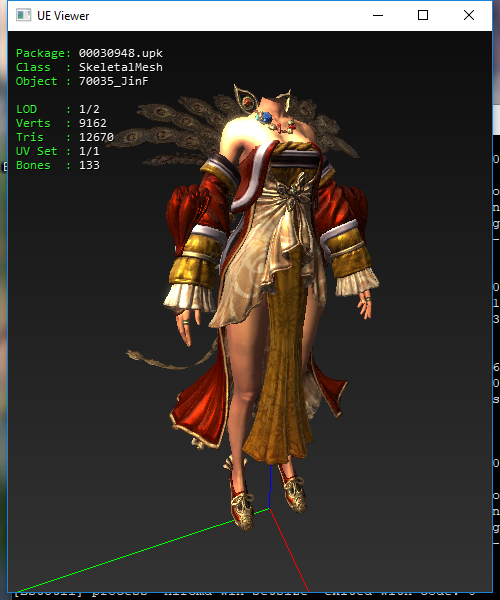 UE Viewer
Package: 00030948.upk
Class : SkeletalMesh
Object : 70035_JinF
LOD : 1/2
Verts : 9162
Tris : 12670
UV Set : 1/1
Bones : 133